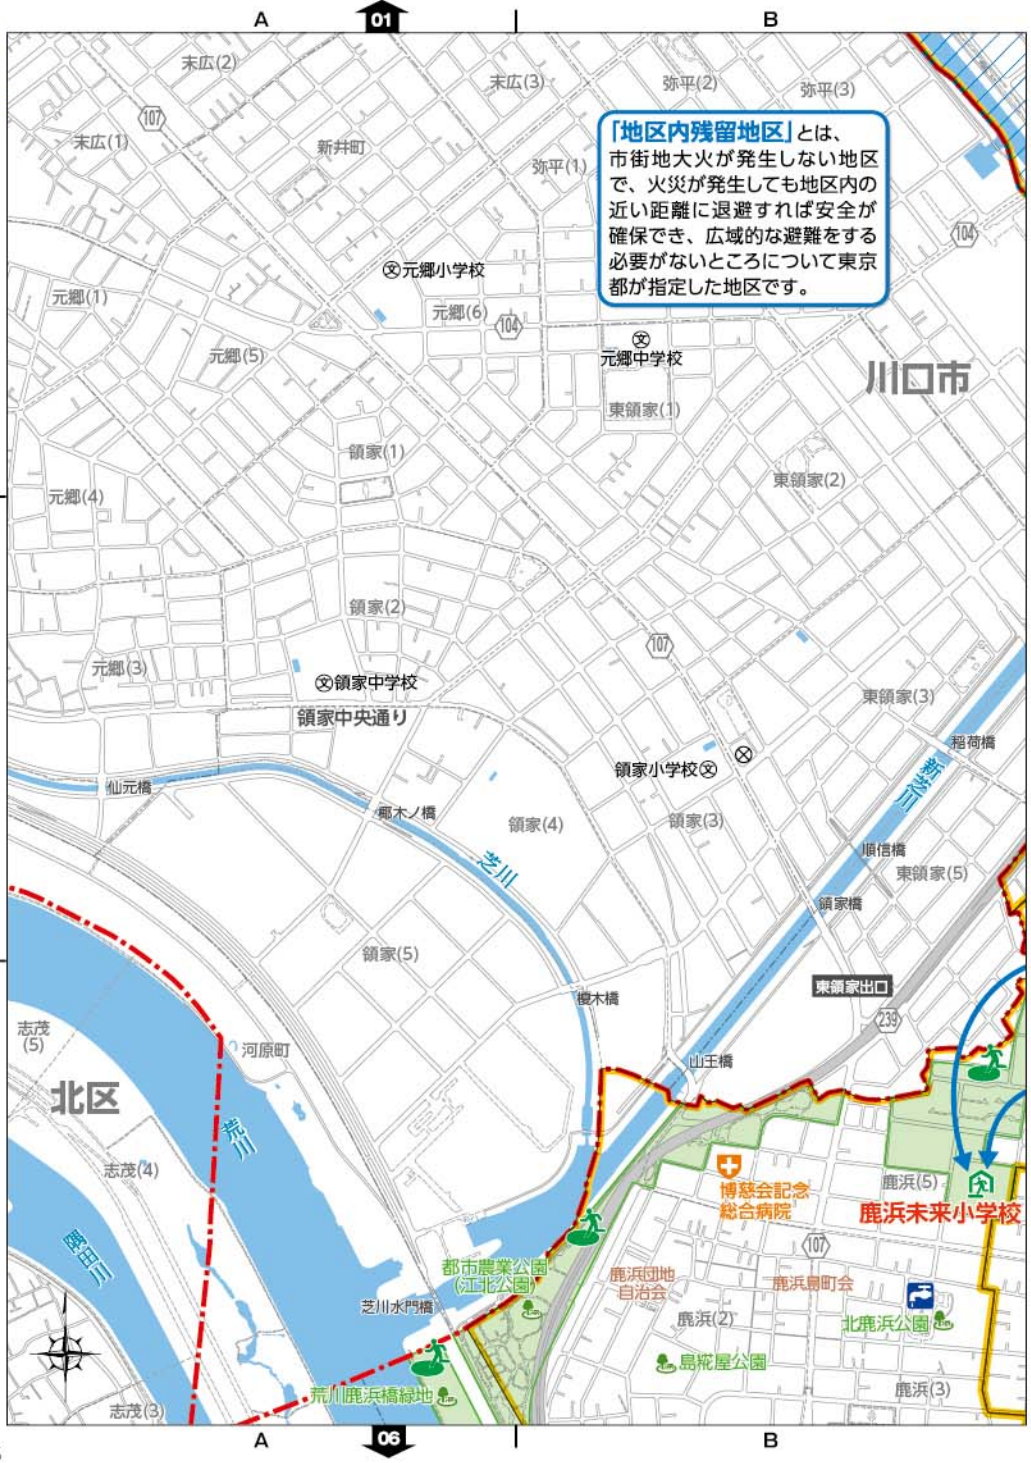 A
01
B
末広(2)
末広(3)
弥平(2)
弥平(3)
107
末広(1)
新井町
弥平(1)
「地区内残留地区」とは、
市街地大火が発生しない地区
で、火災が発生しても地区内の
近い距離に退避すれば安全が
確保でき、広域的な避難をする
必要がないところについて東京
都が指定した地区です。
104
文元郷小学校
元郷(1)
元郷(6)
104
文
元郷中学校
元郷(5)
川口市
東領家(1)
領家(1)
東領家(2)
元郷(4)
領家(2)
107
元郷(3)
文領家中学校
東領家(3)
領家中央通り
稲荷橋
領家小学校文
新芝川
仙元橋
椰木ノ橋
領家(4)
領家(3)
順信橋
芝川
東領家(5)
領家橋
領家(5)
東領家出口
榎木橋
239
志茂
(5)
河原町
山王橋
北区
荒川
志茂(4)
博慈会記念
総合病院
鹿浜(5)
鹿浜未来小学校
隅田川
107
都市農業公園
(江北公園)
鹿浜団地
自治会
鹿浜島町会
芝川水門橋
鹿浜(2)
北鹿浜公園
島糀屋公園
荒川鹿浜橋緑地
鹿浜(3)
志茂(3)
A
06
B